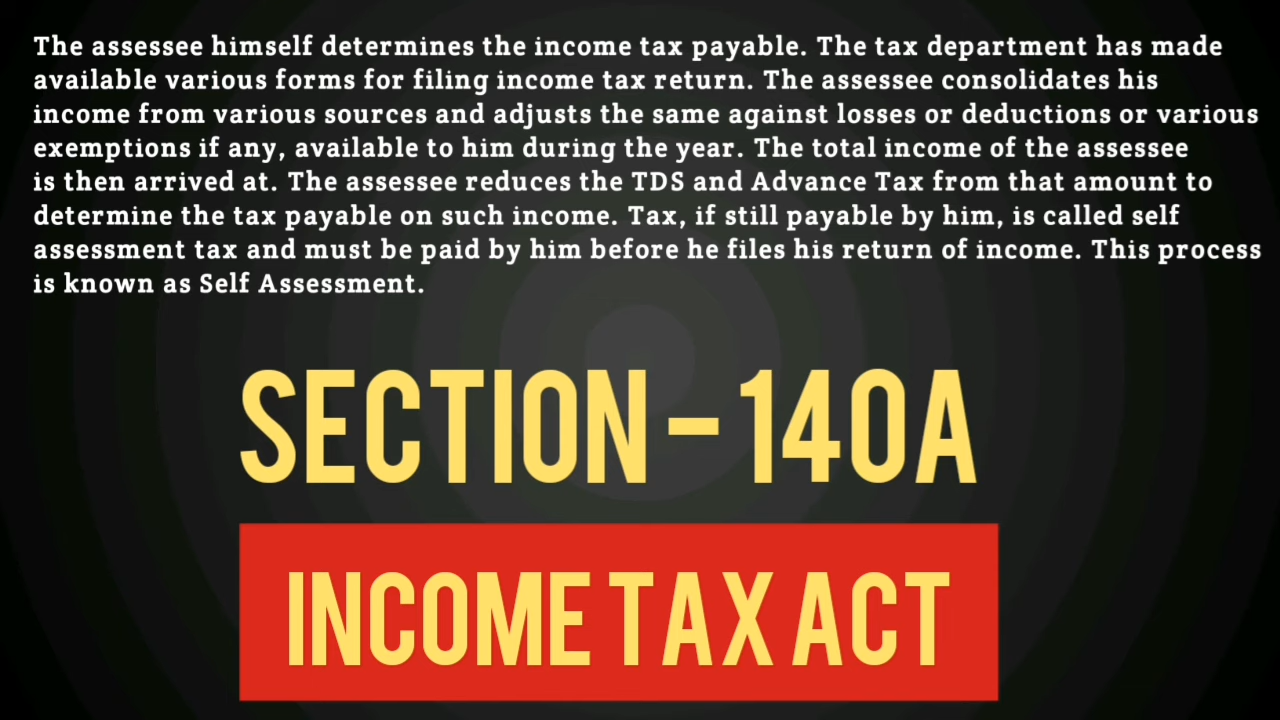 The assessee himself determines the income tax payable. The tax department has made
available various forms for filing income tax return. The assessee consolidates his
income from various sources and adjusts the same against losses or deductions or various
exemptions if any, available to him during the year. The total income of the assessee
is then arrived at. The assessee reduces the TDS and Advance Tax from that amount to
determine the tax payable on such income. Tax, if still payable by him, is called self
assessment tax and must be paid by him before he files his return of income. This process
is known as Self Assessment.
SECTION – 140A
INCOME TAX ACT